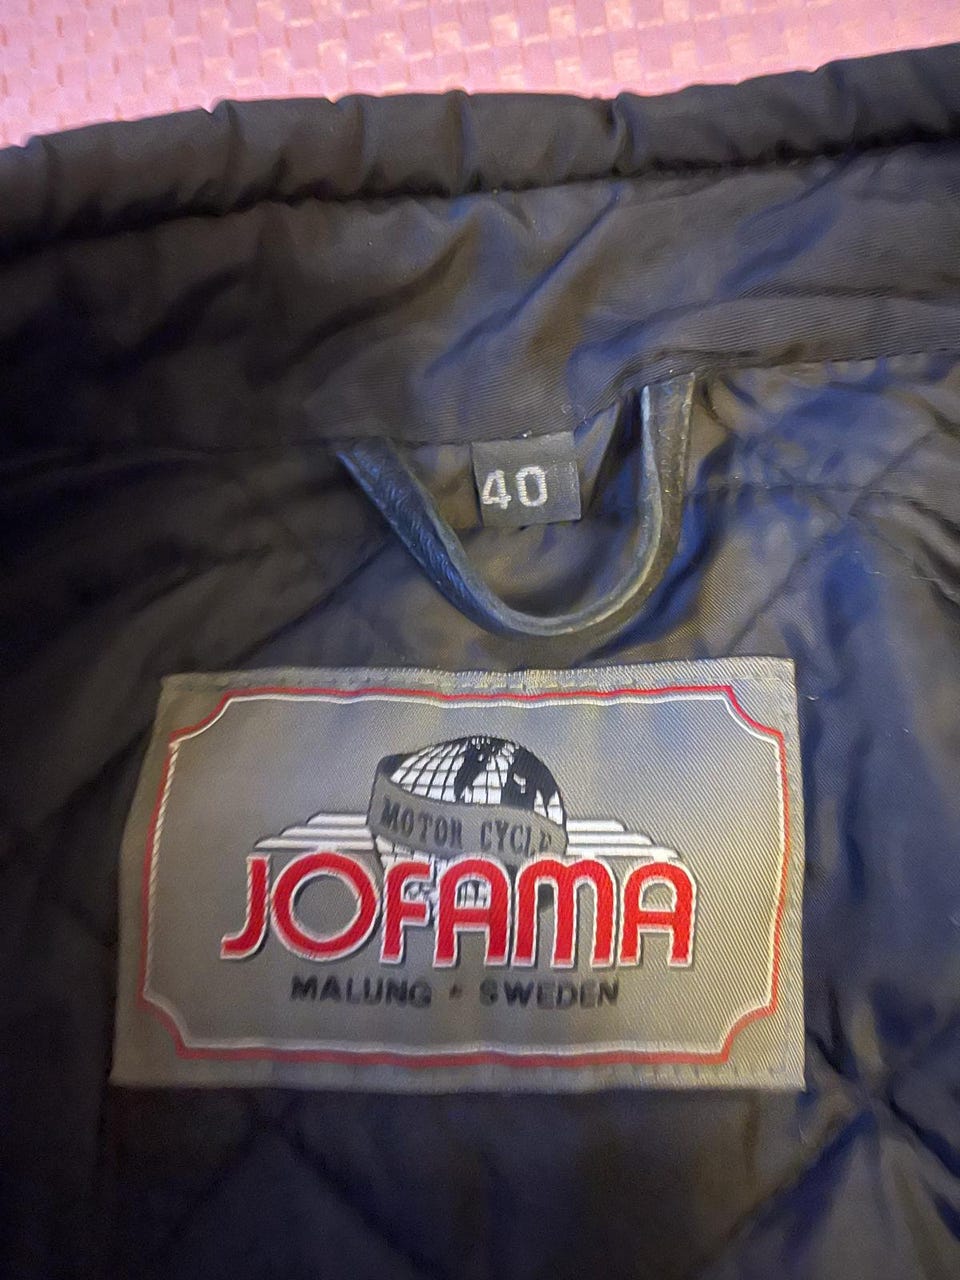 40
MOTOR CYCLE
JOFAMA
MALUNG · SWEDEN